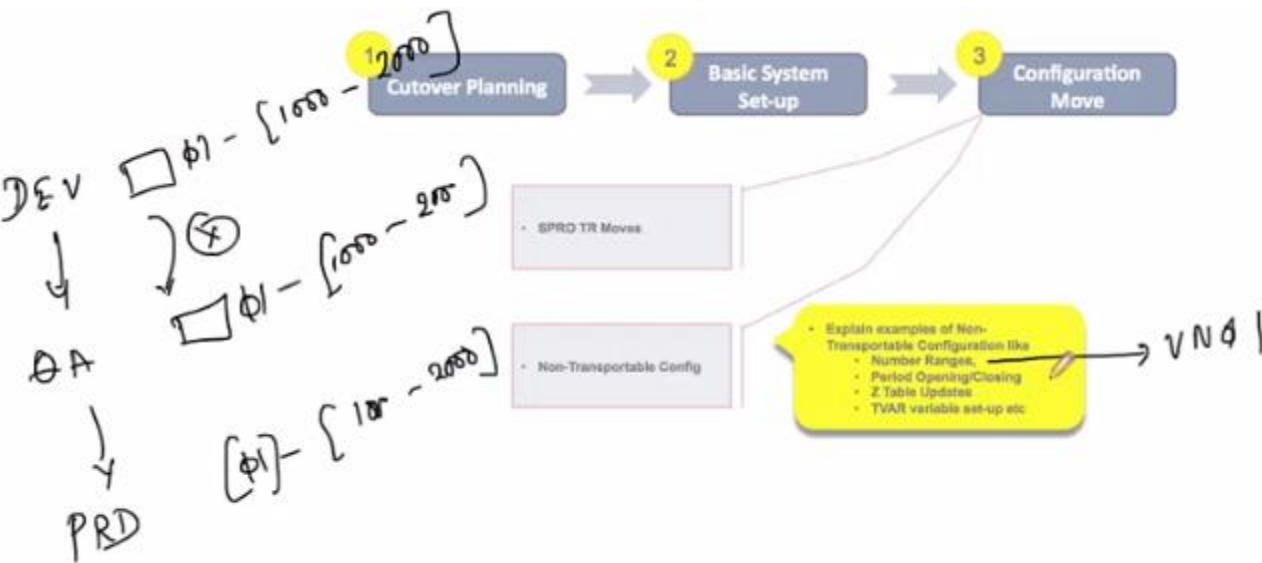 1
Cutover Planning
2
Basic System
Set-up
3
Configuration
Move
DEV
01 - [1000 - 2000]
X
QA
01 - [1000 - 200]
PRD
[01] - [100 - 2000]
• SPRO TR Moves
• Non-Transportable Config
• Explain examples of Non-
Transportable Configuration like
• Number Ranges,
• Period Opening/Closing
• Z Table Updates
• TVAR variable set-up etc
VN01